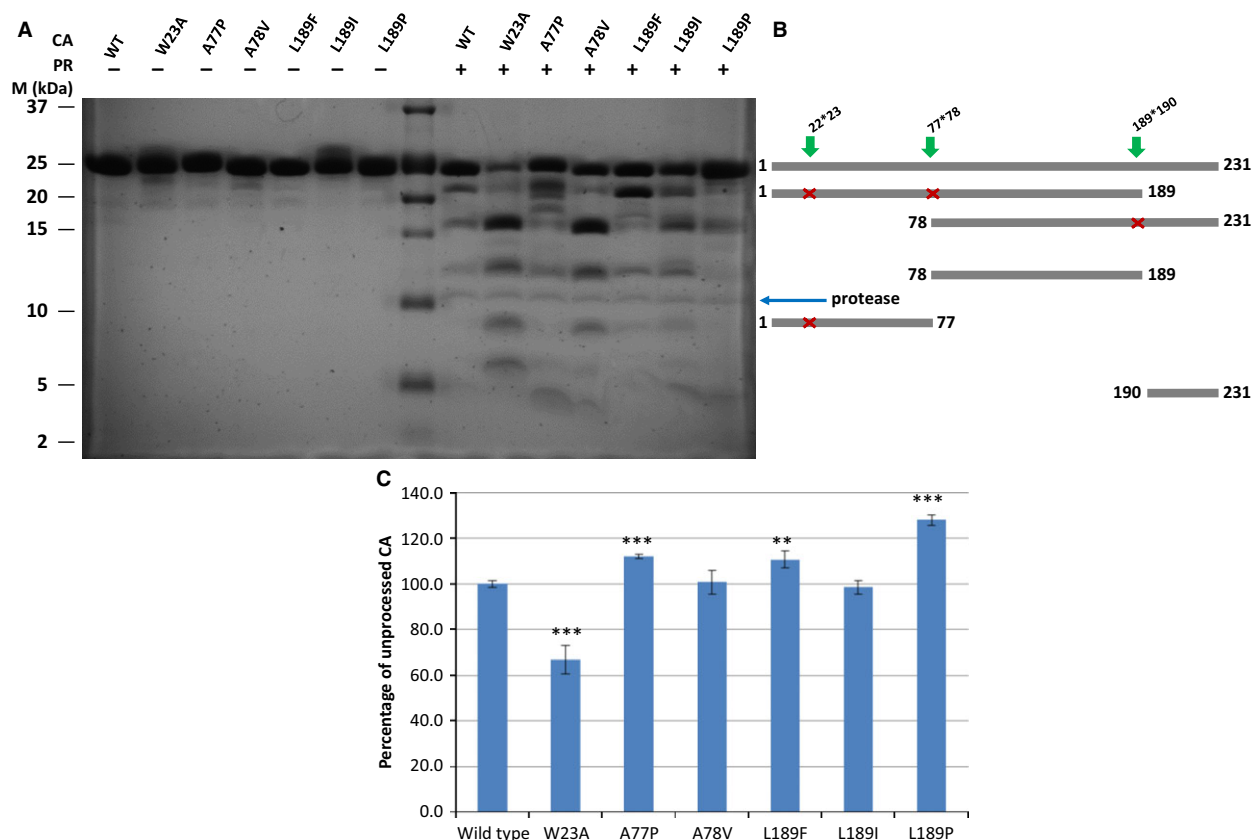 A
CA WT W23A A77P A78V L189F L189I L189P WT W23A A77P A78V L189F L189I L189P
PR – – – – – – – + + + + + + +
M (kDa)
37 —
25 —
20 —
15 —
10 —
5 —
2 —
B
22*23 77*78 189*190
1 231
1 189
78 231
78 189
protease
1 77
190 231
C
Percentage of unprocessed CA
140.0
120.0
100.0
80.0
60.0
40.0
20.0
0.0
*** *** ** ***
Wild type W23A A77P A78V L189F L189I L189P